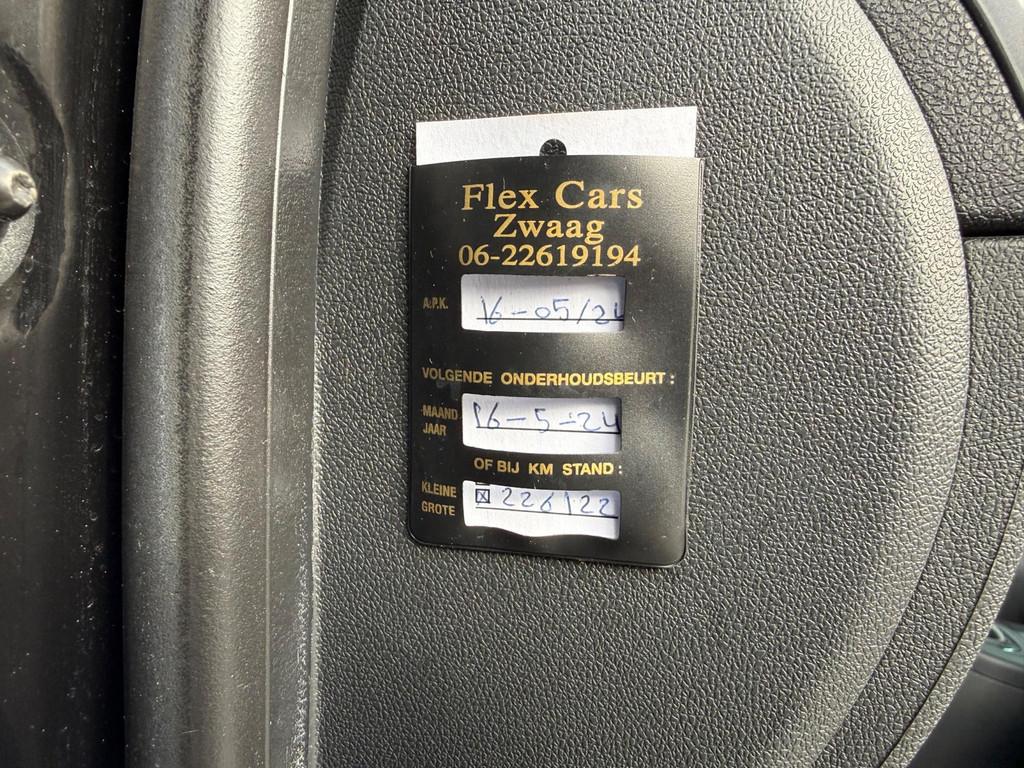 Flex Cars
Zwaag
06-22619194
A.P.K. 16-05/24
VOLGENDE ONDERHOUDSBEURT:
MAAND JAAR 16-5-24
OF BIJ KM STAND:
KLEINE GROTE ☒ 226122